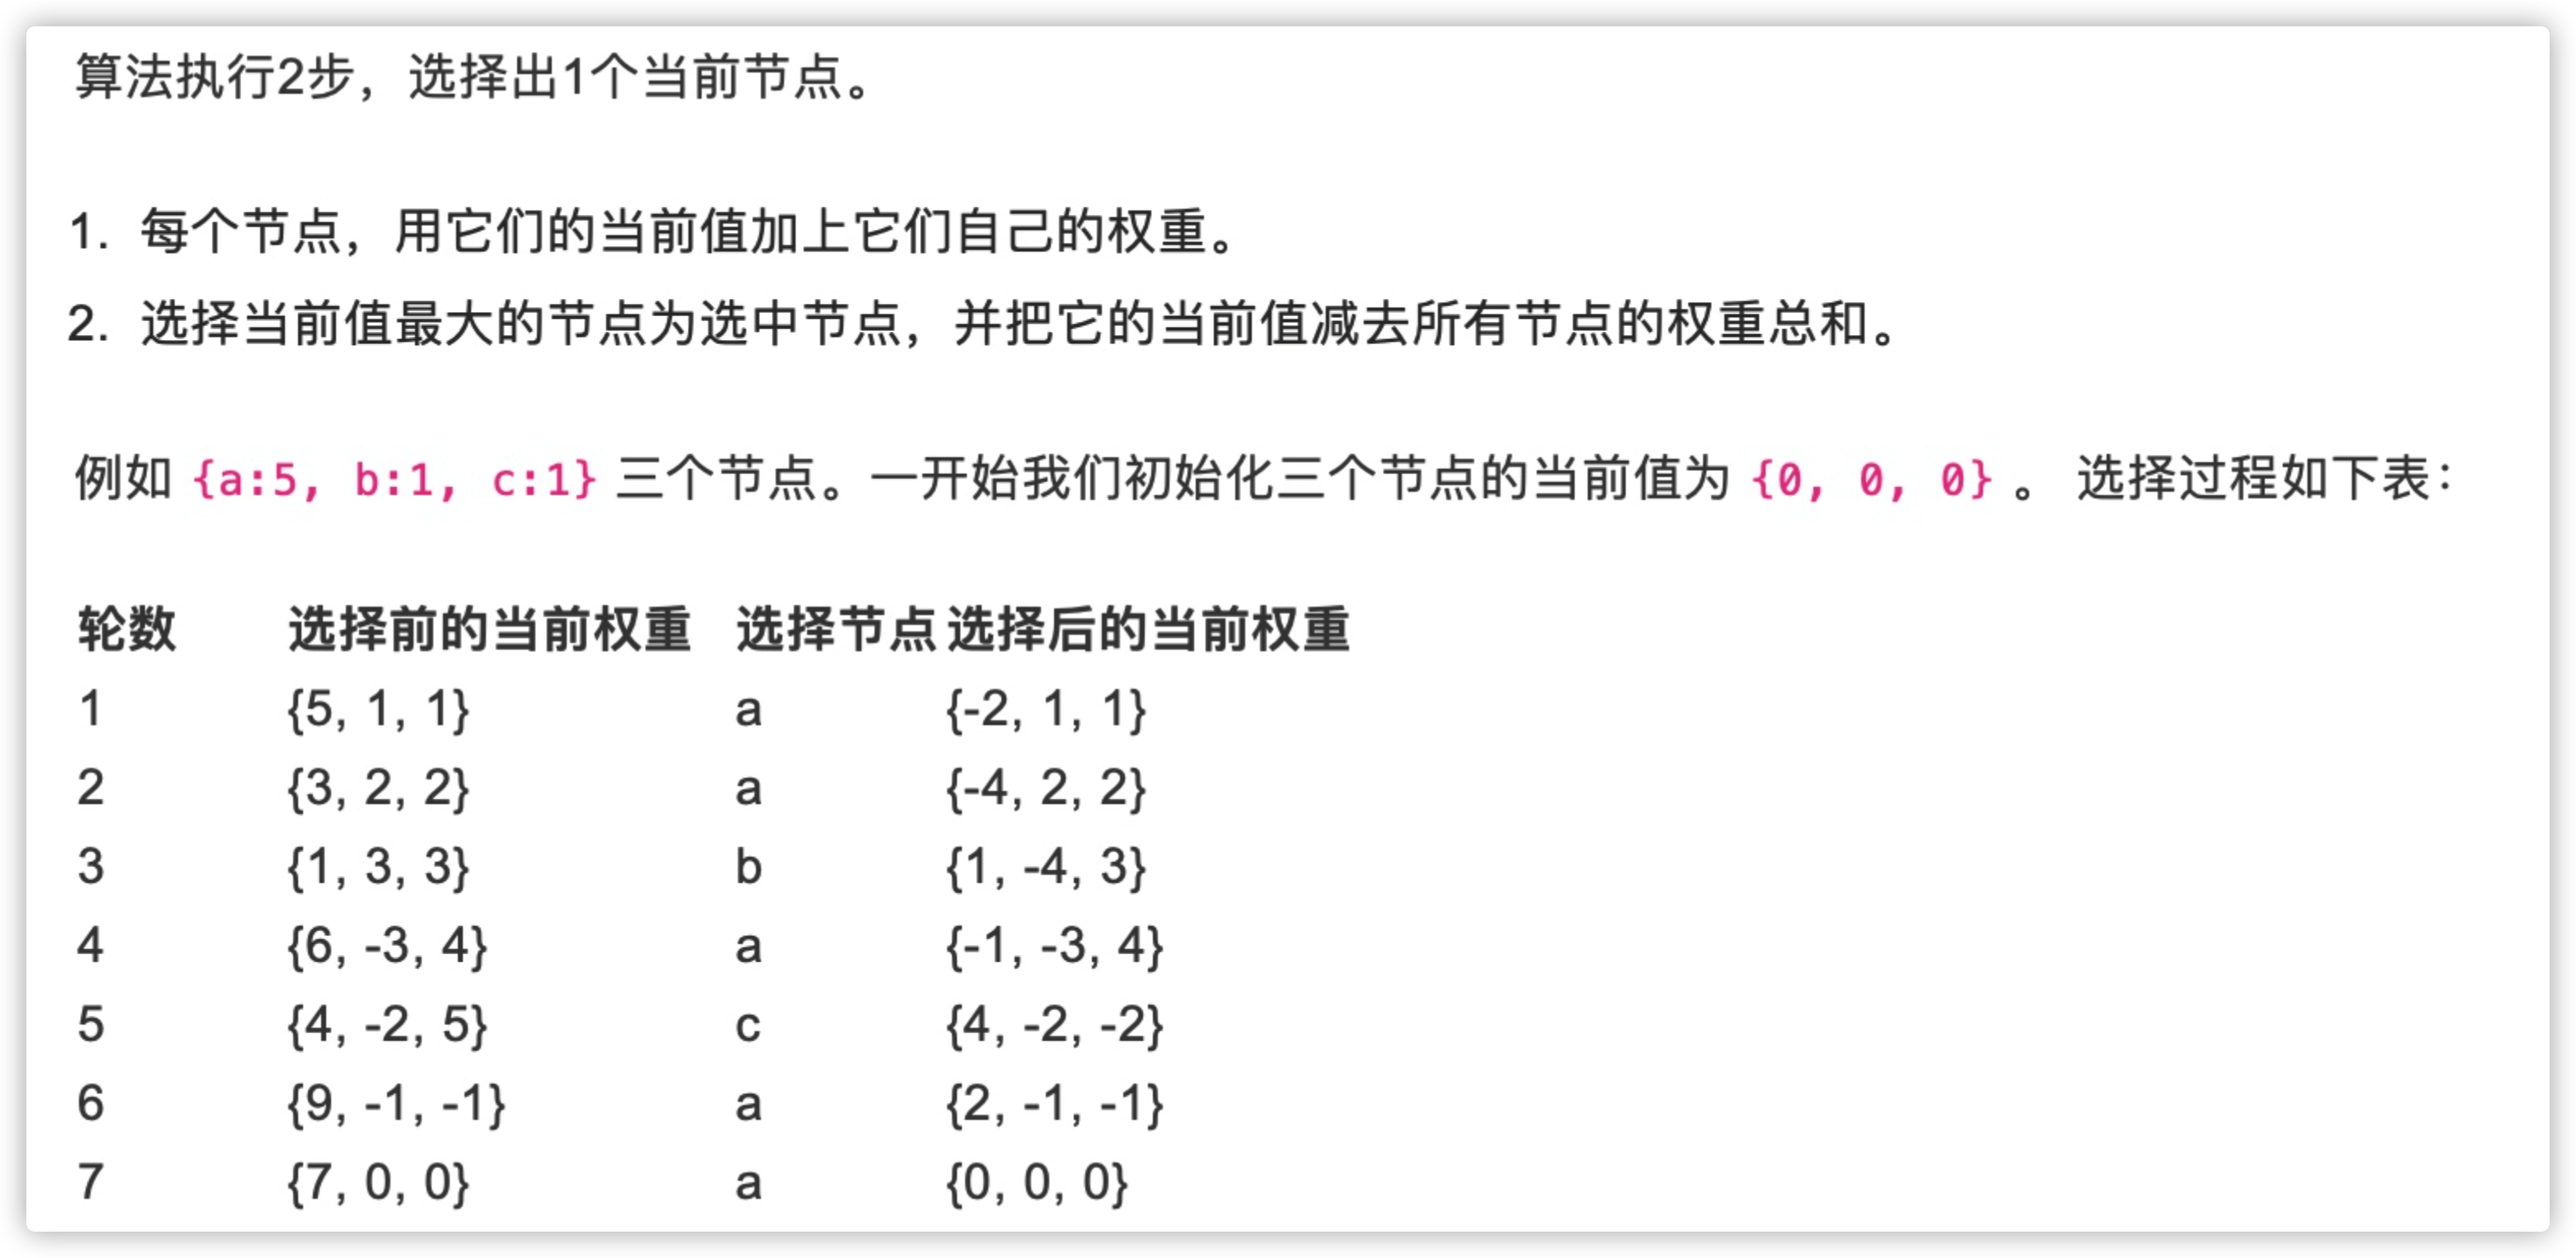 算法执行2步，选择出1个当前节点。
1. 每个节点，用它们的当前值加上它们自己的权重。
2. 选择当前值最大的节点为选中节点，并把它的当前值减去所有节点的权重总和。
例如 {a:5, b:1, c:1} 三个节点。一开始我们初始化三个节点的当前值为 {0, 0, 0} 。 选择过程如下表：
轮数 选择前的当前权重 选择节点 选择后的当前权重
1 {5, 1, 1} a {-2, 1, 1}
2 {3, 2, 2} a {-4, 2, 2}
3 {1, 3, 3} b {1, -4, 3}
4 {6, -3, 4} a {-1, -3, 4}
5 {4, -2, 5} c {4, -2, -2}
6 {9, -1, -1} a {2, -1, -1}
7 {7, 0, 0} a {0, 0, 0}